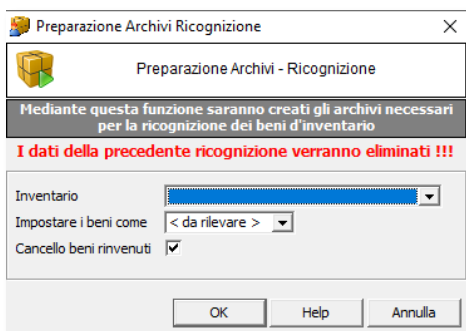 Preparazione Archivi Ricognizione
Preparazione Archivi - Ricognizione
Mediante questa funzione saranno creati gli archivi necessari
per la ricognizione dei beni d'inventario
I dati della precedente ricognizione verranno eliminati !!!
Inventario
Impostare i beni come < da rilevare >
Cancello beni rinvenuti
OK Help Annulla